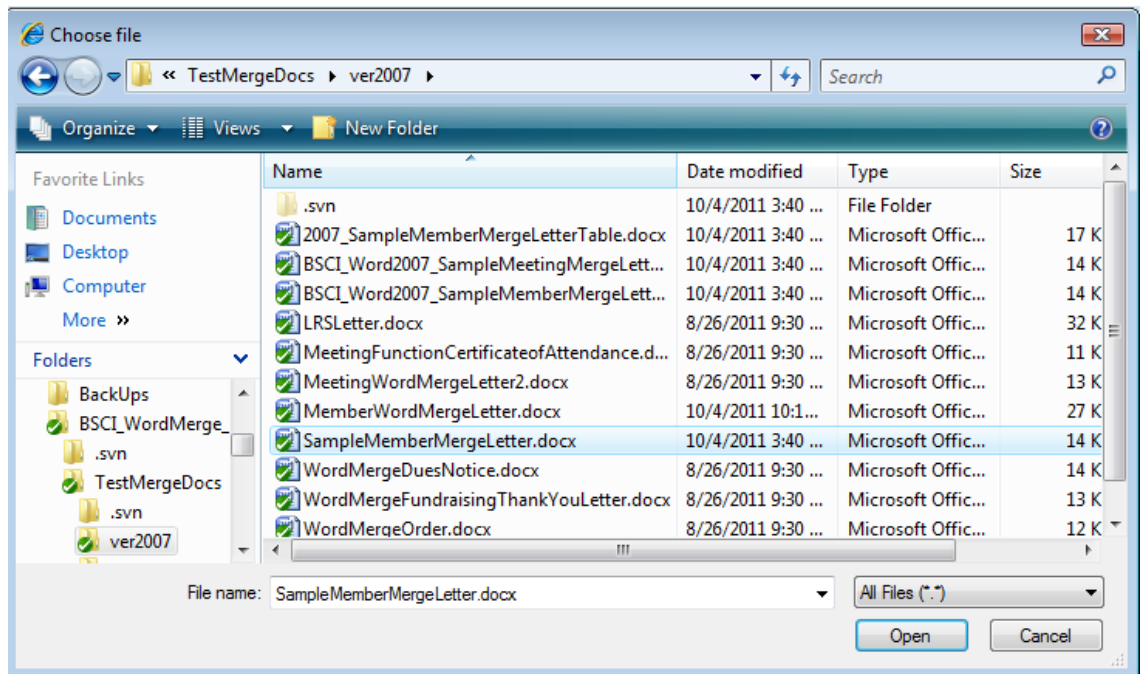 Choose file
« TestMergeDocs ▸ ver2007 ▸ Search
Organize Views New Folder
Favorite Links
Documents
Desktop
Computer
More »
Folders
BackUps
BSCI_WordMerge_
.svn
TestMergeDocs
.svn
ver2007
Name Date modified Type Size
.svn 10/4/2011 3:40 ... File Folder
2007_SampleMemberMergeLetterTable.docx 10/4/2011 3:40 ... Microsoft Offic... 17 K
BSCI_Word2007_SampleMeetingMergeLett... 10/4/2011 3:40 ... Microsoft Offic... 14 K
BSCI_Word2007_SampleMemberMergeLett... 10/4/2011 3:40 ... Microsoft Offic... 14 K
LRSLetter.docx 8/26/2011 9:30 ... Microsoft Offic... 32 K
MeetingFunctionCertificateofAttendance.d... 8/26/2011 9:30 ... Microsoft Offic... 11 K
MeetingWordMergeLetter2.docx 8/26/2011 9:30 ... Microsoft Offic... 13 K
MemberWordMergeLetter.docx 10/4/2011 10:1... Microsoft Offic... 27 K
SampleMemberMergeLetter.docx 10/4/2011 3:40 ... Microsoft Offic... 14 K
WordMergeDuesNotice.docx 8/26/2011 9:30 ... Microsoft Offic... 14 K
WordMergeFundraisingThankYouLetter.docx 8/26/2011 9:30 ... Microsoft Offic... 13 K
WordMergeOrder.docx 8/26/2011 9:30 ... Microsoft Offic... 12 K
File name: SampleMemberMergeLetter.docx All Files (*.*)
Open Cancel